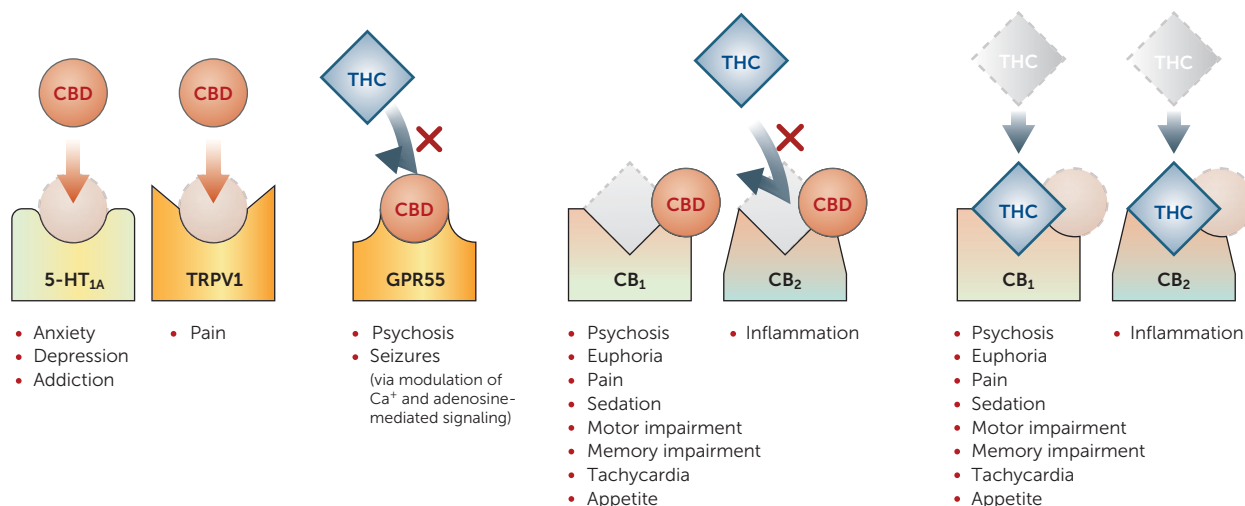 CBD
CBD
THC
CBD
THC
CBD
CBD
THC
THC
THC
THC
5-HT1A
TRPV1
GPR55
CB1
CB2
CB1
CB2
• Anxiety
• Depression
• Addiction
• Pain
• Psychosis
• Seizures
(via modulation of
Ca+ and adenosine-
mediated signaling)
• Psychosis
• Euphoria
• Pain
• Sedation
• Motor impairment
• Memory impairment
• Tachycardia
• Appetite
• Inflammation
• Psychosis
• Euphoria
• Pain
• Sedation
• Motor impairment
• Memory impairment
• Tachycardia
• Appetite
• Inflammation